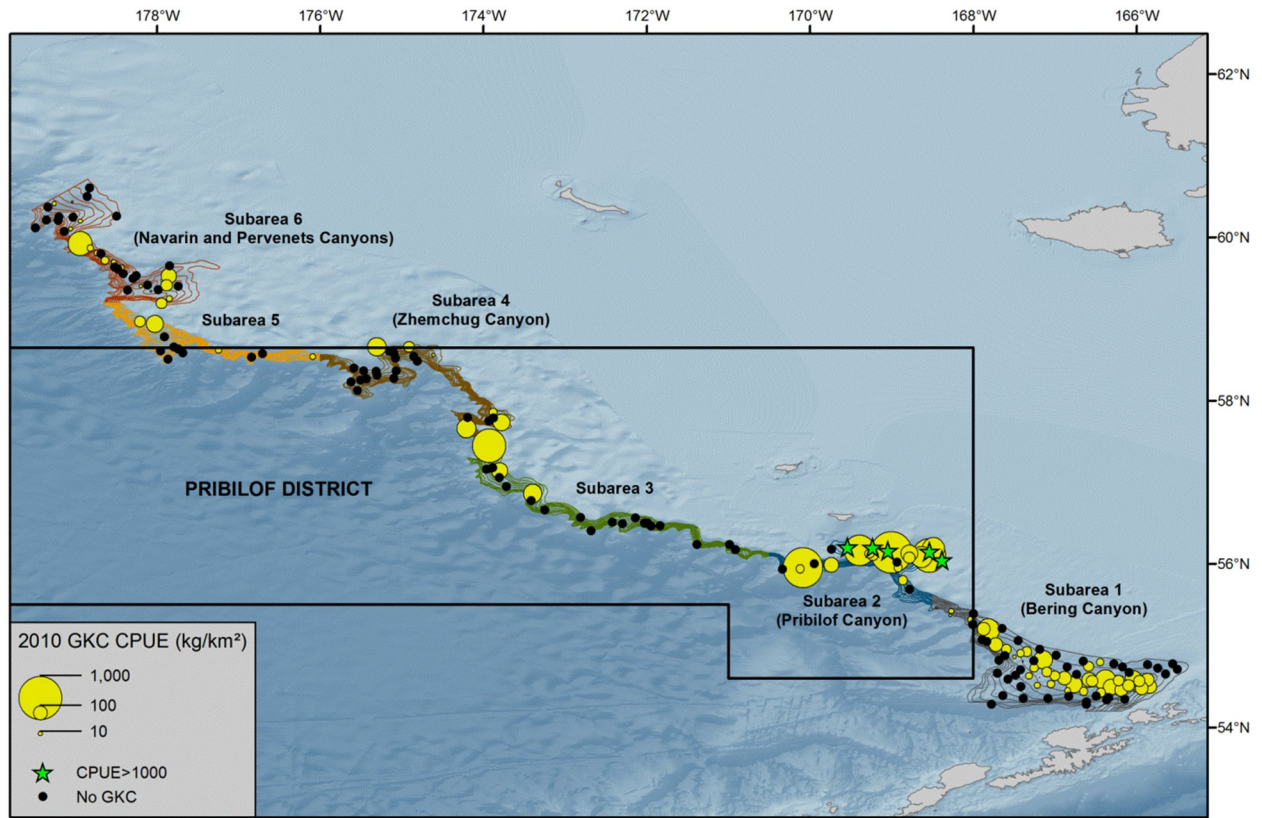 178°W 176°W 174°W 172°W 170°W 168°W 166°W
62°N
60°N
58°N
56°N
54°N
Subarea 6
(Navarin and Pervenets Canyons)
Subarea 5
Subarea 4
(Zhemchug Canyon)
PRIBILOF DISTRICT
Subarea 3
Subarea 2
(Pribilof Canyon)
Subarea 1
(Bering Canyon)
2010 GKC CPUE (kg/km²)
1,000
100
10
CPUE>1000
No GKC